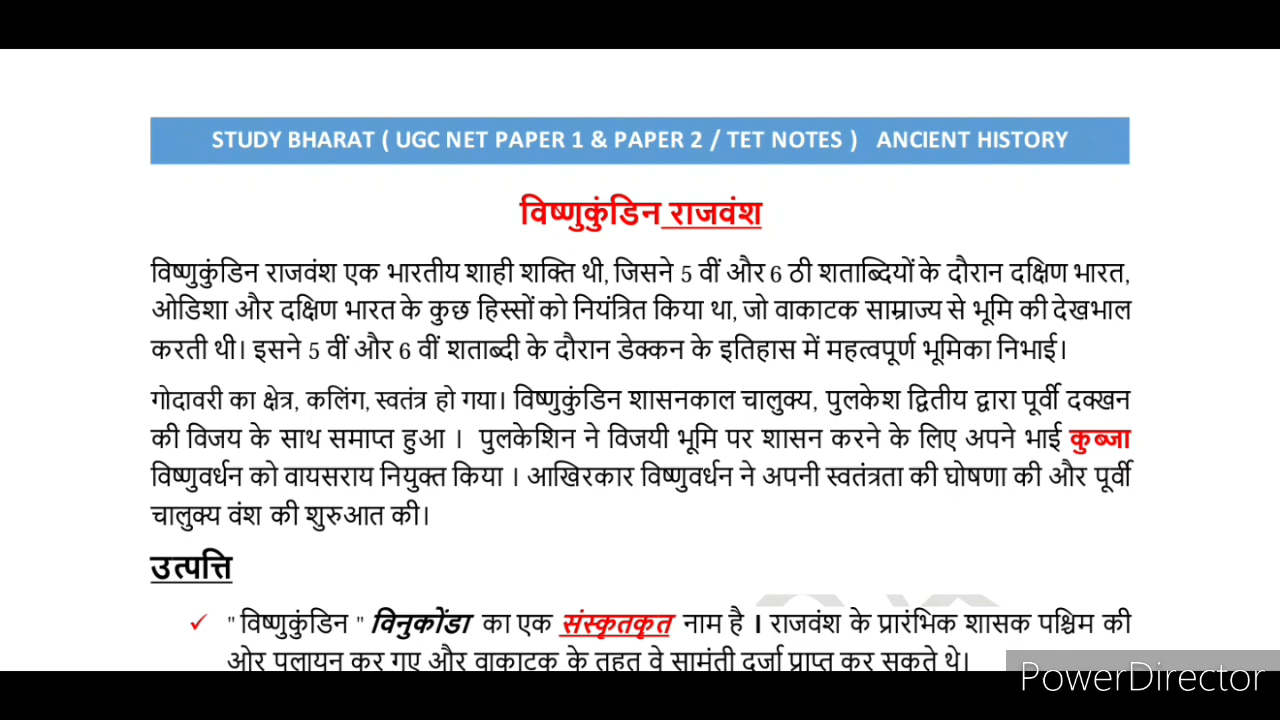 STUDY BHARAT ( UGC NET PAPER 1 & PAPER 2 / TET NOTES ) ANCIENT HISTORY
विष्णुकुंडिन राजवंश
विष्णुकुंडिन राजवंश एक भारतीय शाही शक्ति थी, जिसने 5 वीं और 6 ठी शताब्दियों के दौरान दक्षिण भारत,
ओडिशा और दक्षिण भारत के कुछ हिस्सों को नियंत्रित किया था, जो वाकाटक साम्राज्य से भूमि की देखभाल
करती थी। इसने 5 वीं और 6 वीं शताब्दी के दौरान डेक्कन के इतिहास में महत्वपूर्ण भूमिका निभाई।
गोदावरी का क्षेत्र, कलिंग, स्वतंत्र हो गया। विष्णुकुंडिन शासनकाल चालुक्य, पुलकेश द्वितीय द्वारा पूर्वी दक्खन
की विजय के साथ समाप्त हुआ । पुलकेशिन ने विजयी भूमि पर शासन करने के लिए अपने भाई कुब्जा
विष्णुवर्धन को वायसराय नियुक्त किया । आखिरकार विष्णुवर्धन ने अपनी स्वतंत्रता की घोषणा की और पूर्वी
चालुक्य वंश की शुरुआत की।
उत्पत्ति
✓ " विष्णुकुंडिन " विनुकोंडा का एक संस्कृतकृत नाम है । राजवंश के प्रारंभिक शासक पश्चिम की
ओर पलायन कर गए और वाकाटक के तहत वे सामंती दर्जा प्राप्त कर सकते थे।
PowerDirector